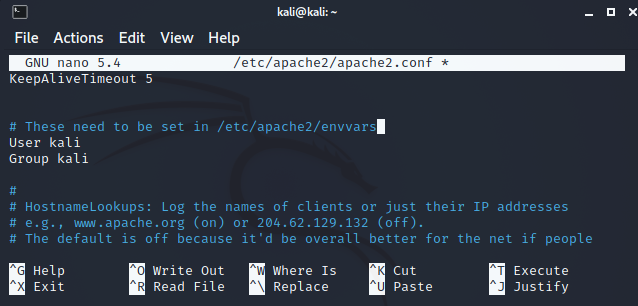 kali@kali: ~
File Actions Edit View Help
GNU nano 5.4 /etc/apache2/apache2.conf *
KeepAliveTimeout 5
# These need to be set in /etc/apache2/envvars
User kali
Group kali
#
# HostnameLookups: Log the names of clients or just their IP addresses
# e.g., www.apache.org (on) or 204.62.129.132 (off).
# The default is off because it'd be overall better for the net if people
^G Help ^O Write Out ^W Where Is ^K Cut ^T Execute
^X Exit ^R Read File ^\ Replace ^U Paste ^J Justify